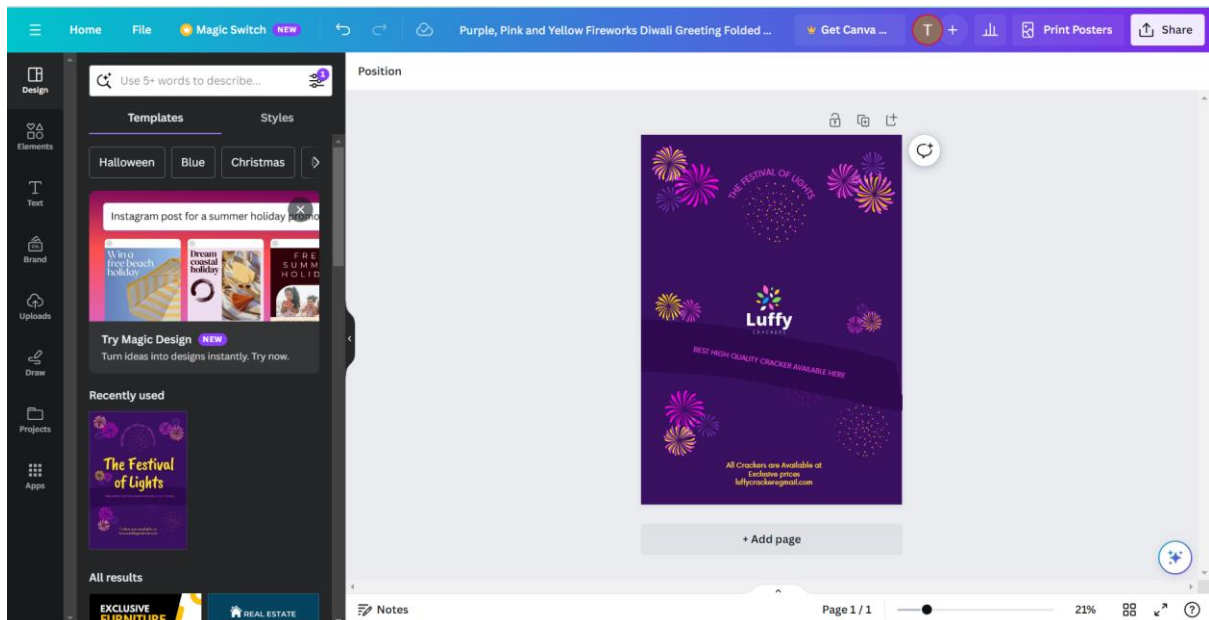 Home File Magic Switch NEW Purple, Pink and Yellow Fireworks Diwali Greeting Folded ... Get Canva ... T + Print Posters Share
Design
Elements
Text
Brand
Uploads
Draw
Projects
Apps
Use 5+ words to describe... 1
Templates Styles
Halloween Blue Christmas
Instagram post for a summer holiday promo
Win a
free beach
holiday
Dream
coastal
holiday
FRE
SUMM
HOLID
Try Magic Design NEW
Turn ideas into designs instantly. Try now.
Recently used
The Festival
of Lights
All results
EXCLUSIVE
FURNITURE
REAL ESTATE
Position
THE FESTIVAL OF LIGHTS
Luffy
CRACKERS
BEST HIGH QUALITY CRACKER AVAILABLE HERE
All Crackers are Available at
Exclusive prices
luffycrackeregmail.com
+ Add page
Notes Page 1 / 1 21%